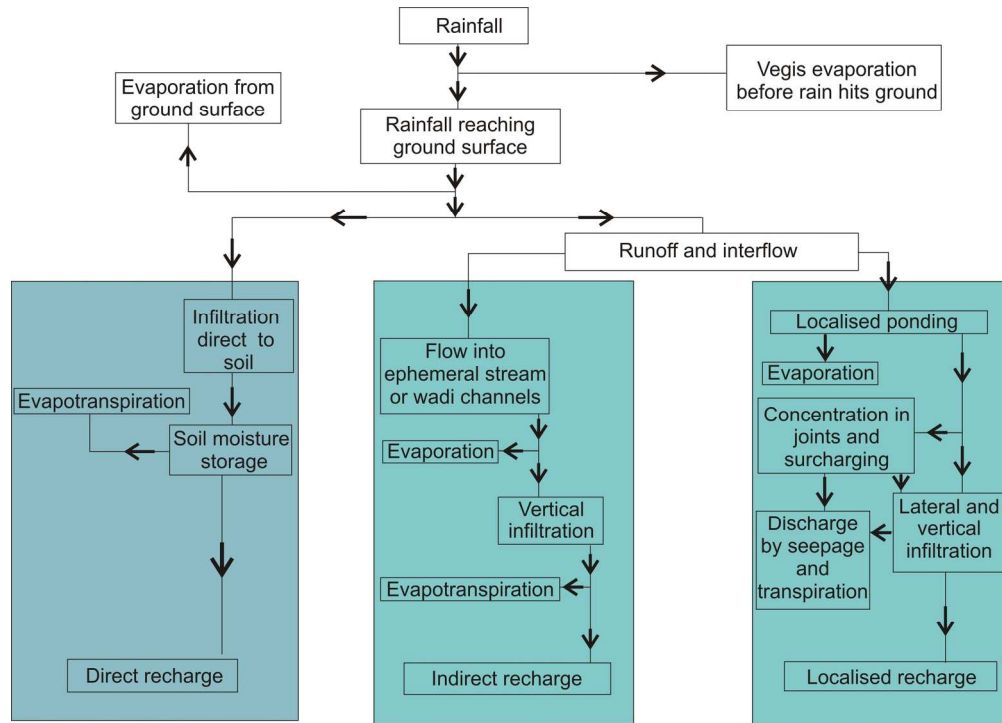 Rainfall
Evaporation from
ground surface
Vegis evaporation
before rain hits ground
Rainfall reaching
ground surface
Runoff and interflow
Infiltration
direct to
soil
Evapotranspiration
Soil moisture
storage
Direct recharge
Flow into
ephemeral stream
or wadi channels
Evaporation
Vertical
infiltration
Evapotranspiration
Indirect recharge
Localised ponding
Evaporation
Concentration in
joints and
surcharging
Discharge
by seepage
and
transpiration
Lateral and
vertical
infiltration
Localised recharge